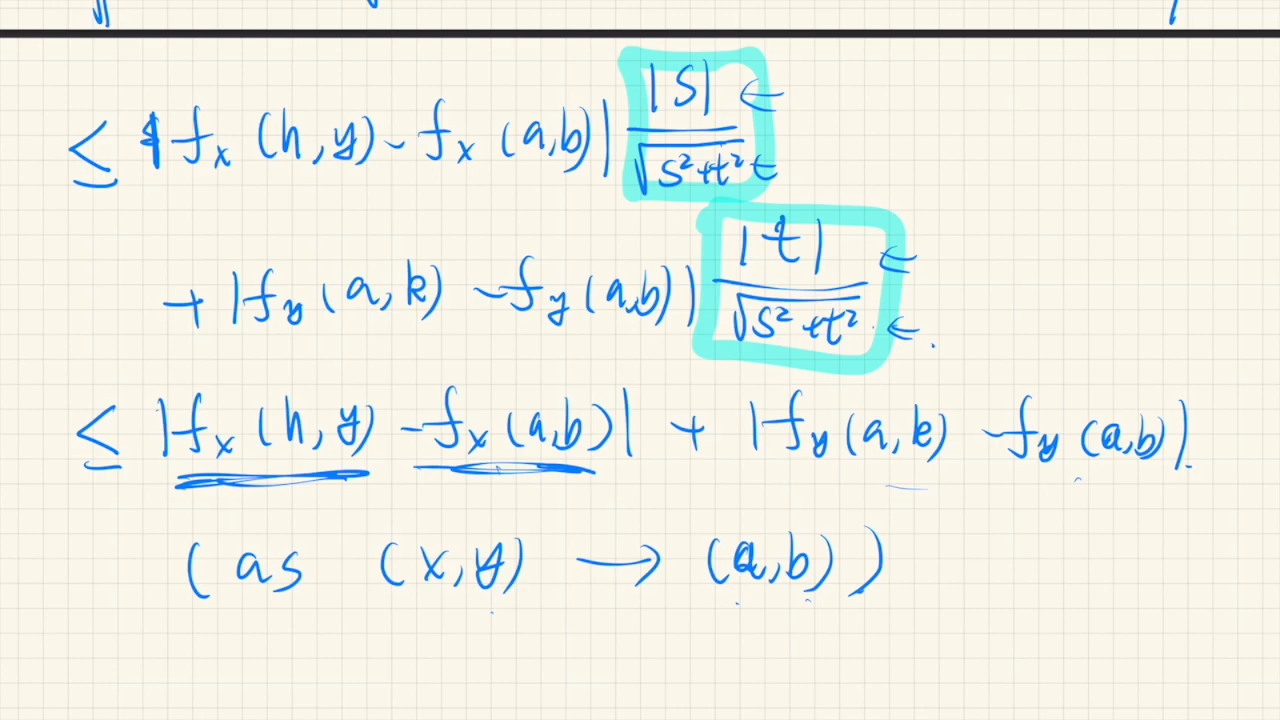 ≤ |f_x (h, y) - f_x (a,b)| |s| / √(s² + t²) ←
+ |f_y (a, k) - f_y (a,b)| |t| / √(s² + t²) ←
≤ |f_x (h, y) - f_x (a,b)| + |f_y (a, k) - f_y (a,b)|.
( as (x, y) → (a, b) )